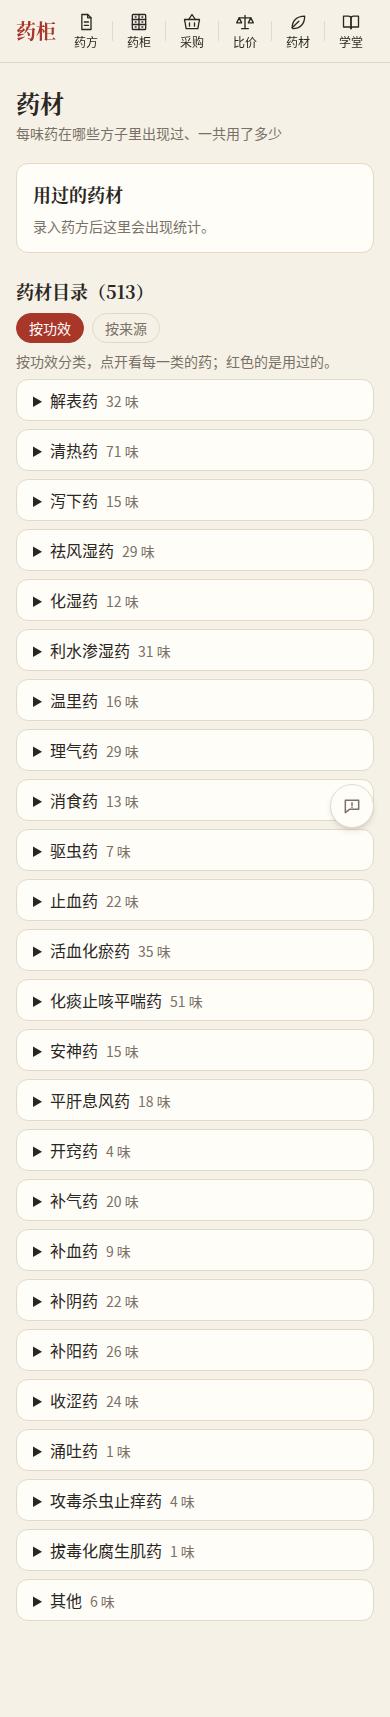 药柜
药方 药柜 采购 比价 药材 学堂
药材
每味药在哪些方子里出现过、一共用了多少
用过的药材
录入药方后这里会出现统计。
药材目录（513）
按功效 按来源
按功效分类，点开看每一类的药；红色的是用过的。
解表药 32 味
清热药 71 味
泻下药 15 味
祛风湿药 29 味
化湿药 12 味
利水渗湿药 31 味
温里药 16 味
理气药 29 味
消食药 13 味
驱虫药 7 味
止血药 22 味
活血化瘀药 35 味
化痰止咳平喘药 51 味
安神药 15 味
平肝息风药 18 味
开窍药 4 味
补气药 20 味
补血药 9 味
补阴药 22 味
补阳药 26 味
收涩药 24 味
涌吐药 1 味
攻毒杀虫止痒药 4 味
拔毒化腐生肌药 1 味
其他 6 味